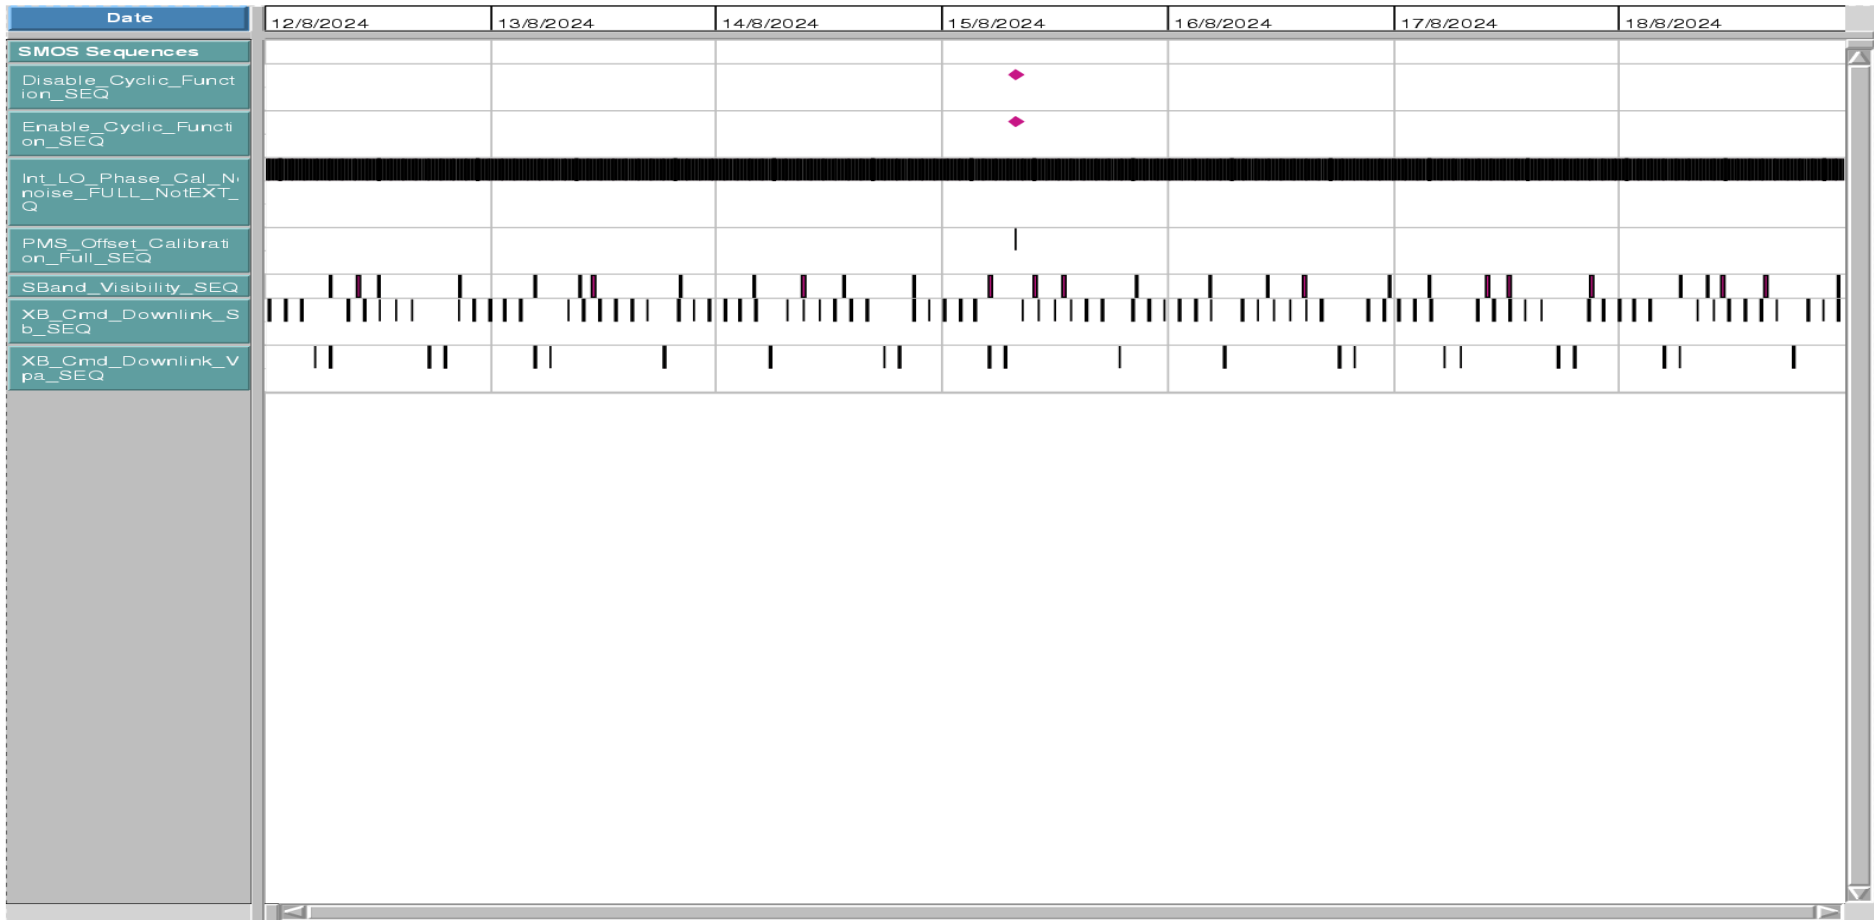 Date
12/8/2024 13/8/2024 14/8/2024 15/8/2024 16/8/2024 17/8/2024 18/8/2024
SMOS Sequences
Disable_Cyclic_Funct
ion_SEQ
Enable_Cyclic_Functi
on_SEQ
Int_LO_Phase_Cal_N
noise_FULL_NotEXT_
Q
PMS_Offset_Calibrati
on_Full_SEQ
SBand_Visibility_SEQ
XB_Cmd_Downlink_S
b_SEQ
XB_Cmd_Downlink_V
pa_SEQ